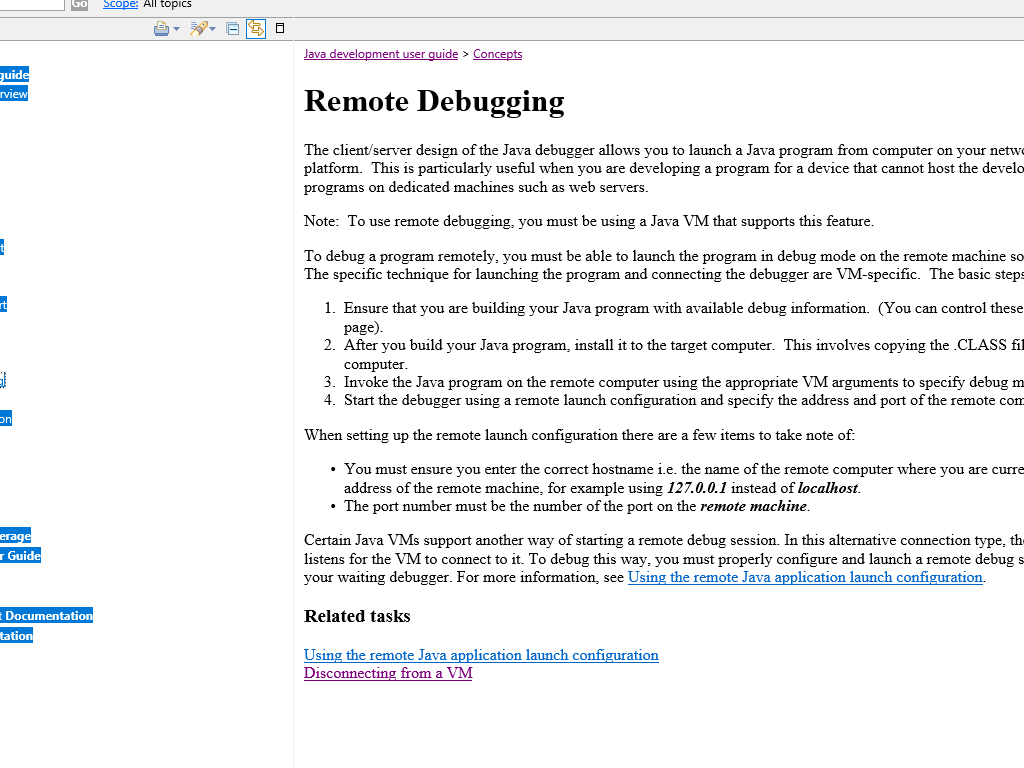 Go Scope: All topics
guide
rview
Java development user guide > Concepts
Remote Debugging
The client/server design of the Java debugger allows you to launch a Java program from computer on your netwo
platform.  This is particularly useful when you are developing a program for a device that cannot host the develo
programs on dedicated machines such as web servers.
Note:  To use remote debugging, you must be using a Java VM that supports this feature.
To debug a program remotely, you must be able to launch the program in debug mode on the remote machine so
The specific technique for launching the program and connecting the debugger are VM-specific.  The basic steps
1. Ensure that you are building your Java program with available debug information.  (You can control these
page).
2. After you build your Java program, install it to the target computer.  This involves copying the .CLASS fil
computer.
3. Invoke the Java program on the remote computer using the appropriate VM arguments to specify debug m
4. Start the debugger using a remote launch configuration and specify the address and port of the remote com
When setting up the remote launch configuration there are a few items to take note of:
• You must ensure you enter the correct hostname i.e. the name of the remote computer where you are curre
address of the remote machine, for example using 127.0.0.1 instead of localhost.
• The port number must be the number of the port on the remote machine.
Certain Java VMs support another way of starting a remote debug session. In this alternative connection type, the
listens for the VM to connect to it. To debug this way, you must properly configure and launch a remote debug s
your waiting debugger. For more information, see Using the remote Java application launch configuration.
Related tasks
Using the remote Java application launch configuration
Disconnecting from a VM
t
rt
g
on
erage
r Guide
t Documentation
tation